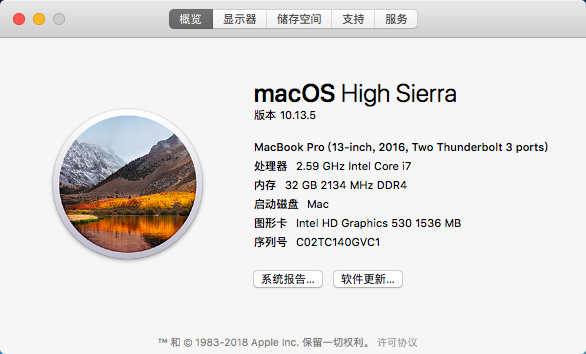 概览 显示器 储存空间 支持 服务
macOS High Sierra
版本 10.13.5
MacBook Pro (13-inch, 2016, Two Thunderbolt 3 ports)
处理器 2.59 GHz Intel Core i7
内存 32 GB 2134 MHz DDR4
启动磁盘 Mac
图形卡 Intel HD Graphics 530 1536 MB
序列号 C02TC140GVC1
系统报告... 软件更新...
™ 和 © 1983-2018 Apple Inc. 保留一切权利。 许可协议